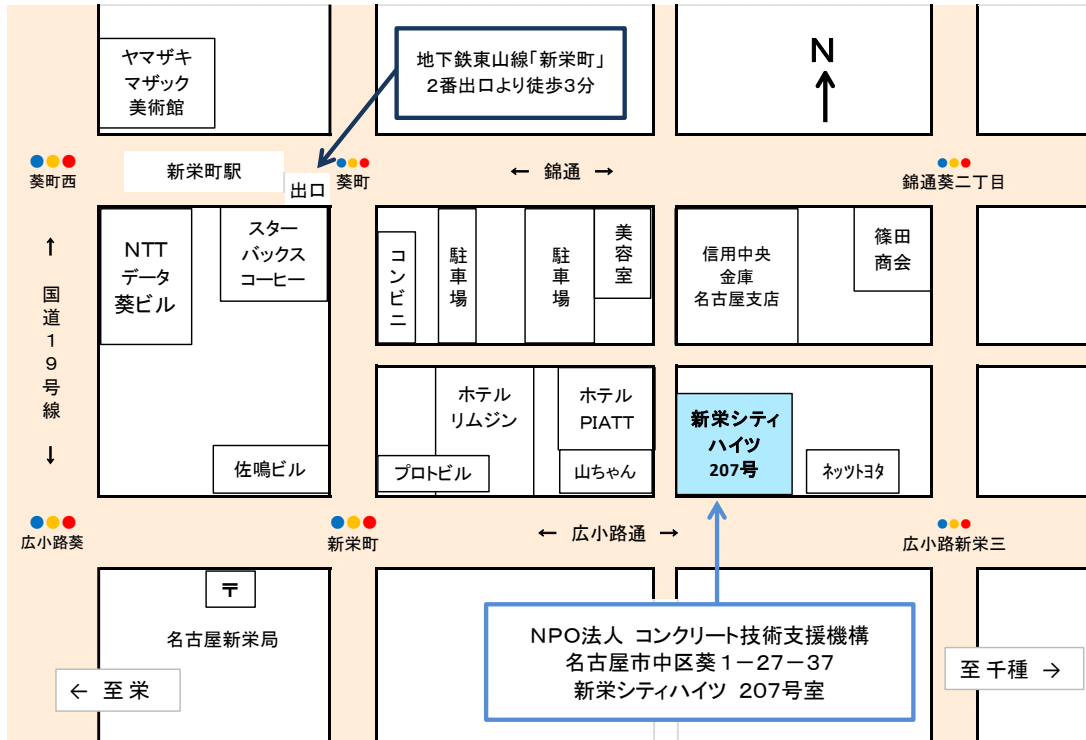 ヤマザキ
マザック
美術館
地下鉄東山線「新栄町」
2番出口より徒歩3分
N
葵町西
新栄町駅
出口
葵町
← 錦通 →
錦通葵二丁目
↑
国道19号線
↓
NTT
データ
葵ビル
スター
バックス
コーヒー
コンビニ
駐車場
駐車場
美容室
信用中央
金庫
名古屋支店
篠田
商会
佐鳴ビル
ホテル
リムジン
プロトビル
ホテル
PIATT
山ちゃん
新栄シティ
ハイツ
207号
ネッツトヨタ
広小路葵
新栄町
← 広小路通 →
広小路新栄三
〒
名古屋新栄局
← 至 栄
NPO法人 コンクリート技術支援機構
名古屋市中区葵1-27-37
新栄シティハイツ 207号室
至 千種 →